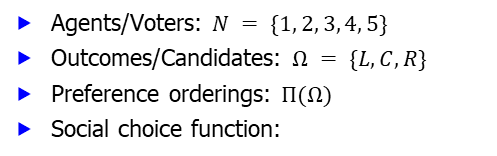 ▶ Agents/Voters: N = {1, 2, 3, 4, 5}
▶ Outcomes/Candidates: Ω = {L, C, R}
▶ Preference orderings: Π(Ω)
▶ Social choice function: